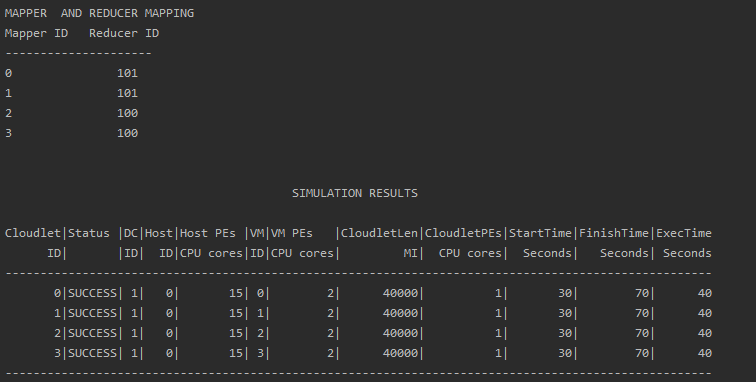 MAPPER  AND REDUCER MAPPING
Mapper ID   Reducer ID
---------------------
0               101
1               101
2               100
3               100
                                         SIMULATION RESULTS
Cloudlet|Status |DC|Host|Host PEs |VM|VM PEs   |CloudletLen|CloudletPEs|StartTime|FinishTime|ExecTime
      ID|       |ID|  ID|CPU cores|ID|CPU cores|         MI|  CPU cores|  Seconds|   Seconds| Seconds
-----------------------------------------------------------------------------------------------------
       0|SUCCESS| 1|   0|       15| 0|        2|      40000|          1|       30|        70|      40
       1|SUCCESS| 1|   0|       15| 1|        2|      40000|          1|       30|        70|      40
       2|SUCCESS| 1|   0|       15| 2|        2|      40000|          1|       30|        70|      40
       3|SUCCESS| 1|   0|       15| 3|        2|      40000|          1|       30|        70|      40
-----------------------------------------------------------------------------------------------------